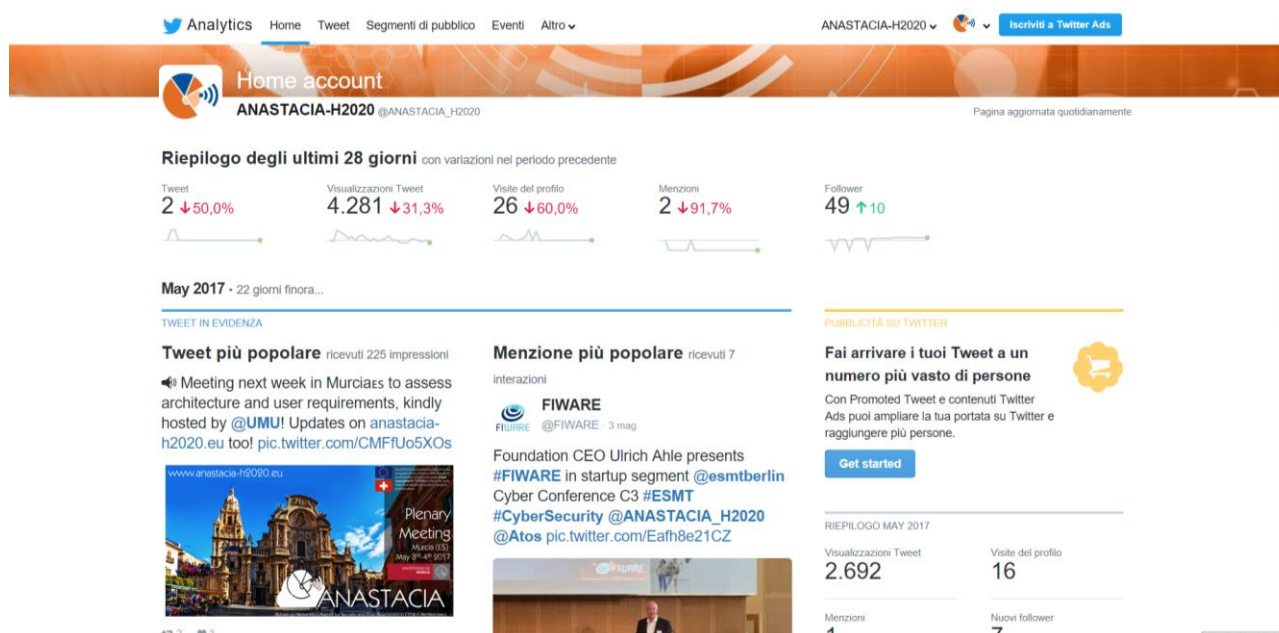 Analytics Home Tweet Segmenti di pubblico Eventi Altro
ANASTACIA-H2020
Iscriviti a Twitter Ads
Home account
ANASTACIA-H2020 @ANASTACIA_H2020
Pagina aggiornata quotidianamente
Riepilogo degli ultimi 28 giorni con variazioni nel periodo precedente
Tweet
2 ↓50,0%
Visualizzazioni Tweet
4.281 ↓31,3%
Visite del profilo
26 ↓60,0%
Menzioni
2 ↓91,7%
Follower
49 ↑10
May 2017 • 22 giorni finora...
TWEET IN EVIDENZA
Tweet più popolare ricevuti 225 impressioni
Meeting next week in MurciaES to assess
architecture and user requirements, kindly
hosted by @UMU! Updates on anastacia-
h2020.eu too! pic.twitter.com/CMFfUo5XOs
www.anastacia-h2020.eu
Plenary
Meeting
Murcia (ES)
May 3rd-4th 2017
ANASTACIA
Menzione più popolare ricevuti 7
interazioni
FIWARE
FIWARE
@FIWARE · 3 mag
Foundation CEO Ulrich Ahle presents
#FIWARE in startup segment @esmtberlin
Cyber Conference C3 #ESMT
#CyberSecurity @ANASTACIA_H2020
@Atos pic.twitter.com/Eafh8e21CZ
FIWARE
PUBBLICITÀ SU TWITTER
Fai arrivare i tuoi Tweet a un
numero più vasto di persone
Con Promoted Tweet e contenuti Twitter
Ads puoi ampliare la tua portata su Twitter e
raggiungere più persone.
Get started
RIEPILOGO MAY 2017
Visualizzazioni Tweet
2.692
Visite del profilo
16
Menzioni
1
Nuovi follower
7